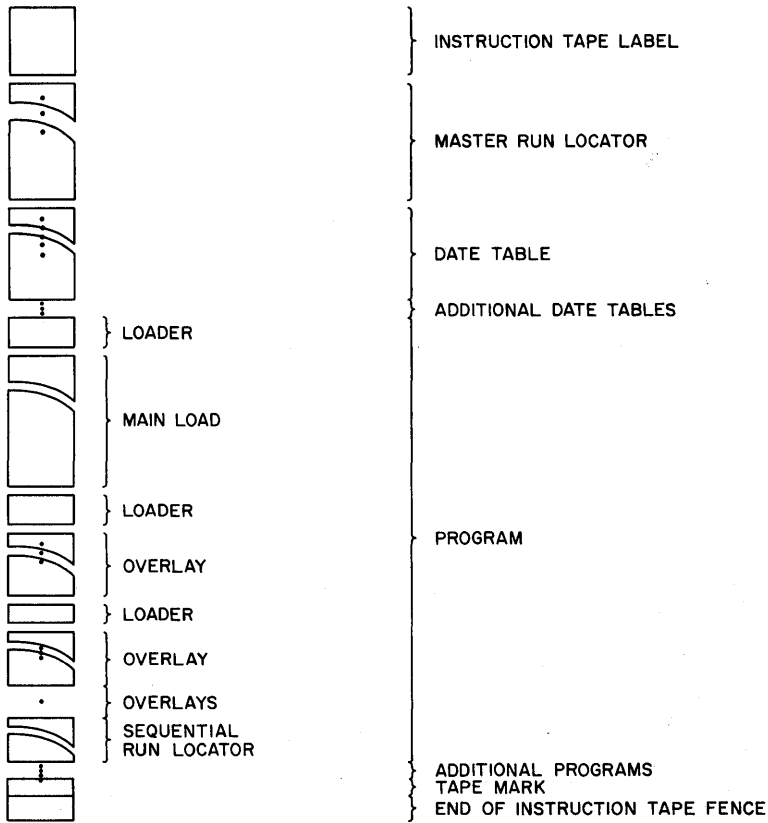 INSTRUCTION TAPE LABEL
MASTER RUN LOCATOR
DATE TABLE
ADDITIONAL DATE TABLES
LOADER
MAIN LOAD
LOADER
PROGRAM
OVERLAY
LOADER
OVERLAY
OVERLAYS
SEQUENTIAL
RUN LOCATOR
ADDITIONAL PROGRAMS
TAPE MARK
END OF INSTRUCTION TAPE FENCE